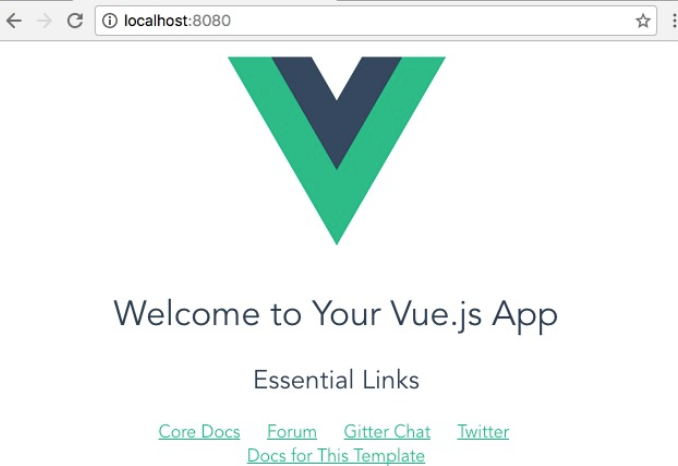 localhost:8080
Welcome to Your Vue.js App
Essential Links
Core Docs Forum Gitter Chat Twitter
Docs for This Template